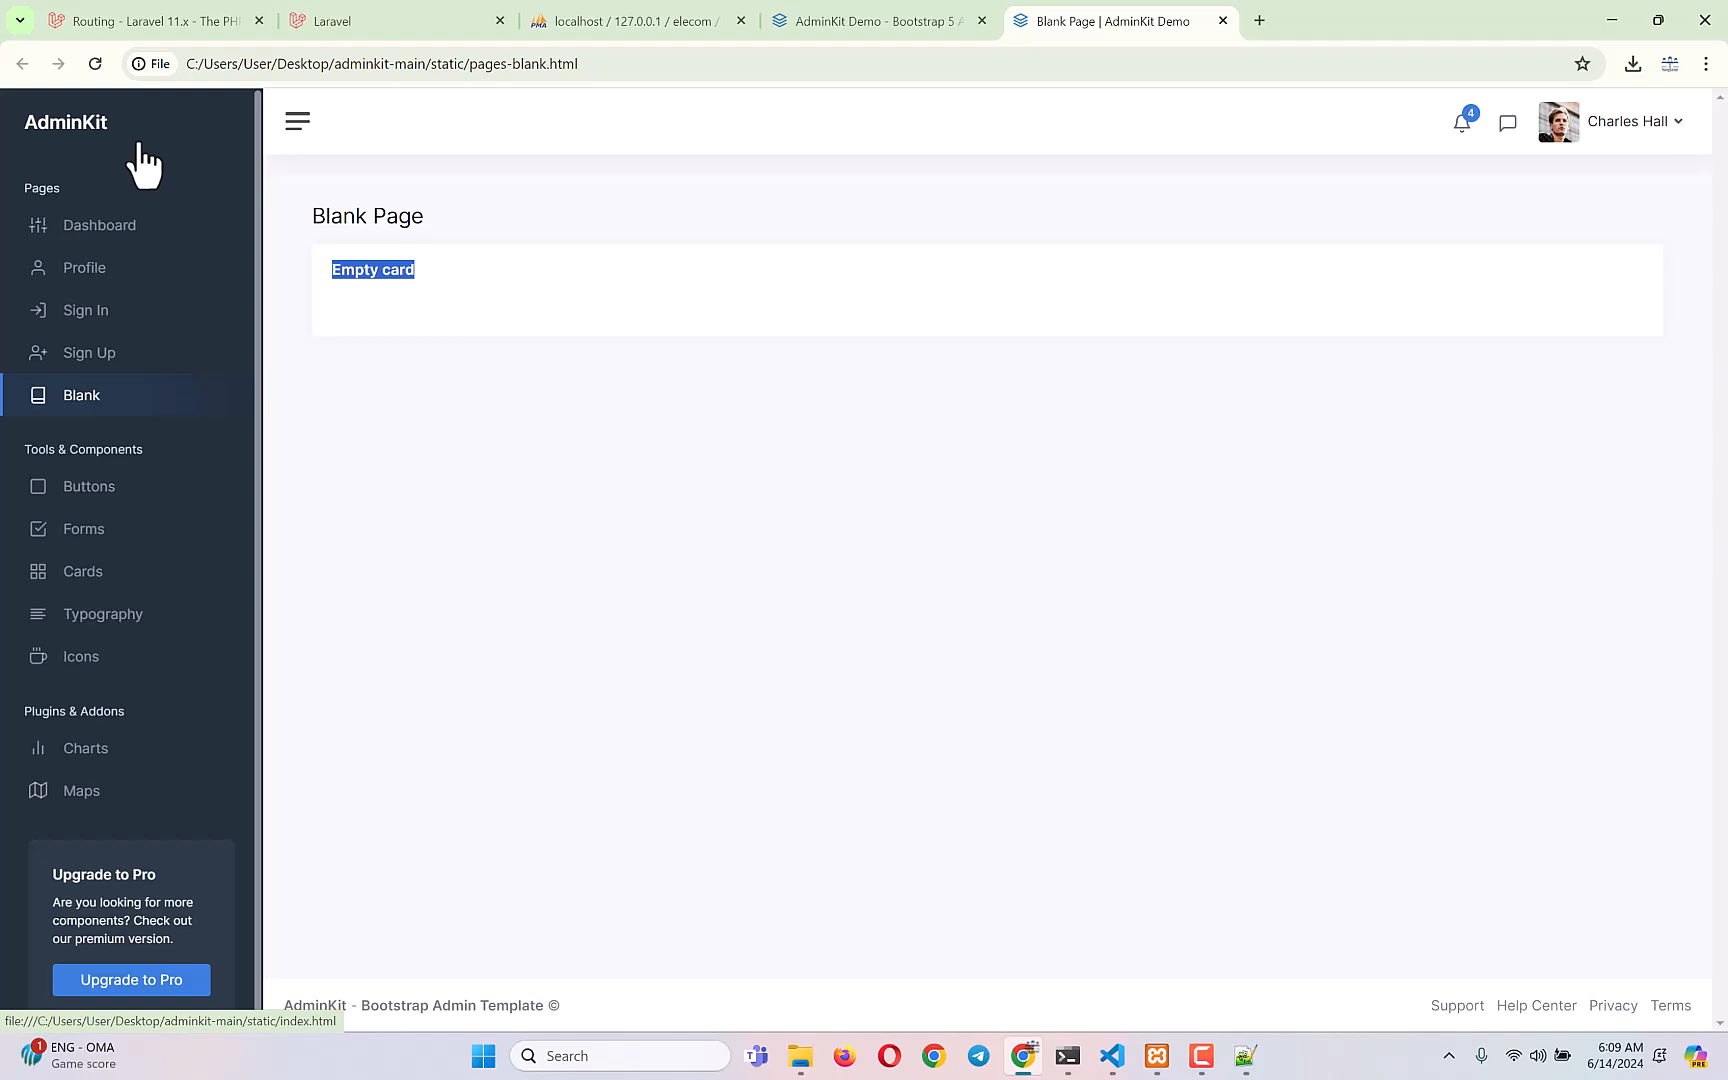 Routing - Laravel 11.x - The PH
Laravel
localhost / 127.0.0.1 / elecom /
AdminKit Demo - Bootstrap 5 A
Blank Page | AdminKit Demo
File
C:/Users/User/Desktop/adminkit-main/static/pages-blank.html
AdminKit
4
Charles Hall
Pages
Dashboard
Profile
Sign In
Sign Up
Blank
Tools & Components
Buttons
Forms
Cards
Typography
Icons
Plugins & Addons
Charts
Maps
Upgrade to Pro
Are you looking for more
components? Check out
our premium version.
Upgrade to Pro
Blank Page
Empty card
AdminKit - Bootstrap Admin Template ©
Support
Help Center
Privacy
Terms
file:///C:/Users/User/Desktop/adminkit-main/static/index.html
1
ENG - OMA
Game score
Search
6:09 AM
6/14/2024
PRE